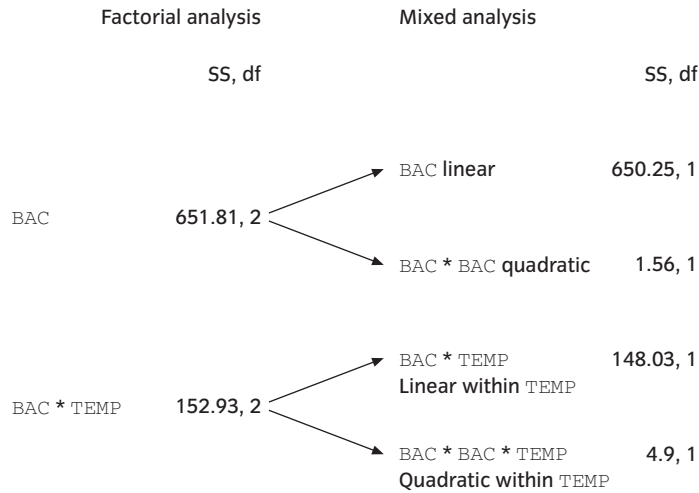 Factorial analysis Mixed analysis
SS, df SS, df
BAC linear 650.25, 1
BAC 651.81, 2
BAC * BAC quadratic 1.56, 1
BAC * TEMP 148.03, 1
Linear within TEMP
BAC * TEMP 152.93, 2
BAC * BAC * TEMP 4.9, 1
Quadratic within TEMP